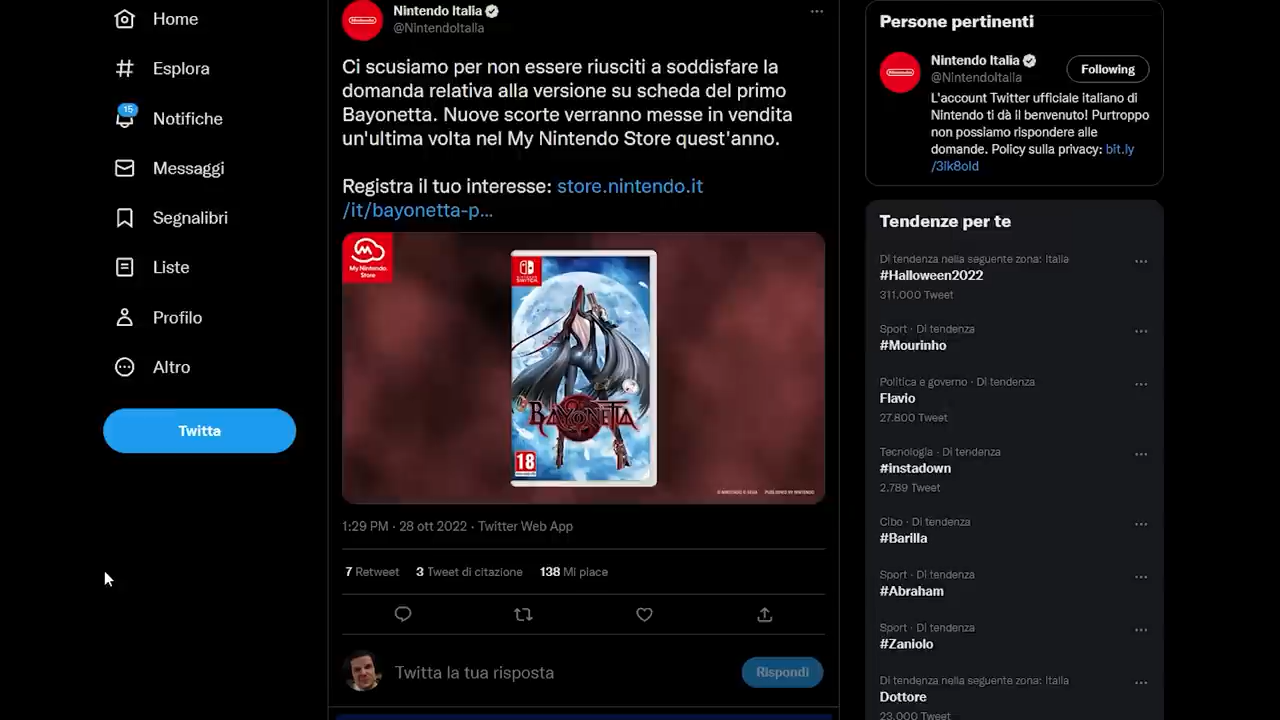 Home
Esplora
15
Notifiche
Messaggi
Segnalibri
Liste
Profilo
Altro
Twitta
Nintendo Italia
@NintendoItalia
Ci scusiamo per non essere riusciti a soddisfare la
domanda relativa alla versione su scheda del primo
Bayonetta. Nuove scorte verranno messe in vendita
un'ultima volta nel My Nintendo Store quest'anno.
Registra il tuo interesse: store.nintendo.it
/it/bayonetta-p...
My Nintendo
Store
NINTENDO
SWITCH
BAYONETTA
18
1:29 PM · 28 ott 2022 · Twitter Web App
7 Retweet 3 Tweet di citazione 138 Mi piace
Twitta la tua risposta
Rispondi
Persone pertinenti
Nintendo Italia
@NintendoItalia
Following
L'account Twitter ufficiale italiano di
Nintendo ti dà il benvenuto! Purtroppo
non possiamo rispondere alle
domande. Policy sulla privacy: bit.ly
/3lk8old
Tendenze per te
Di tendenza nella seguente zona: Italia
#Halloween2022
311.000 Tweet
Sport · Di tendenza
#Mourinho
Politica e governo · Di tendenza
Flavio
27.800 Tweet
Tecnologia · Di tendenza
#instadown
2.789 Tweet
Cibo · Di tendenza
#Barilla
Sport · Di tendenza
#Abraham
Sport · Di tendenza
#Zaniolo
Di tendenza nella seguente zona: Italia
Dottore
23.000 Tweet